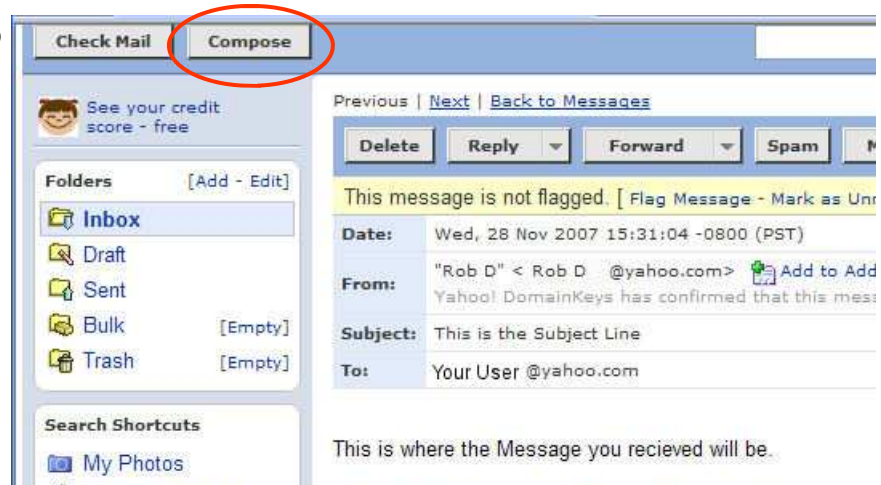 Check Mail Compose
See your credit
score - free
Previous | Next | Back to Messages
Delete Reply Forward Spam M
Folders [Add - Edit]
This message is not flagged. [ Flag Message - Mark as Unr
Inbox
Date: Wed, 28 Nov 2007 15:31:04 -0800 (PST)
Draft
From: "Rob D" < Rob D @yahoo.com> Add to Add
Yahoo! DomainKeys has confirmed that this mess
Sent
Bulk [Empty]
Subject: This is the Subject Line
Trash [Empty]
To: Your User @yahoo.com
Search Shortcuts
My Photos
This is where the Message you recieved will be.